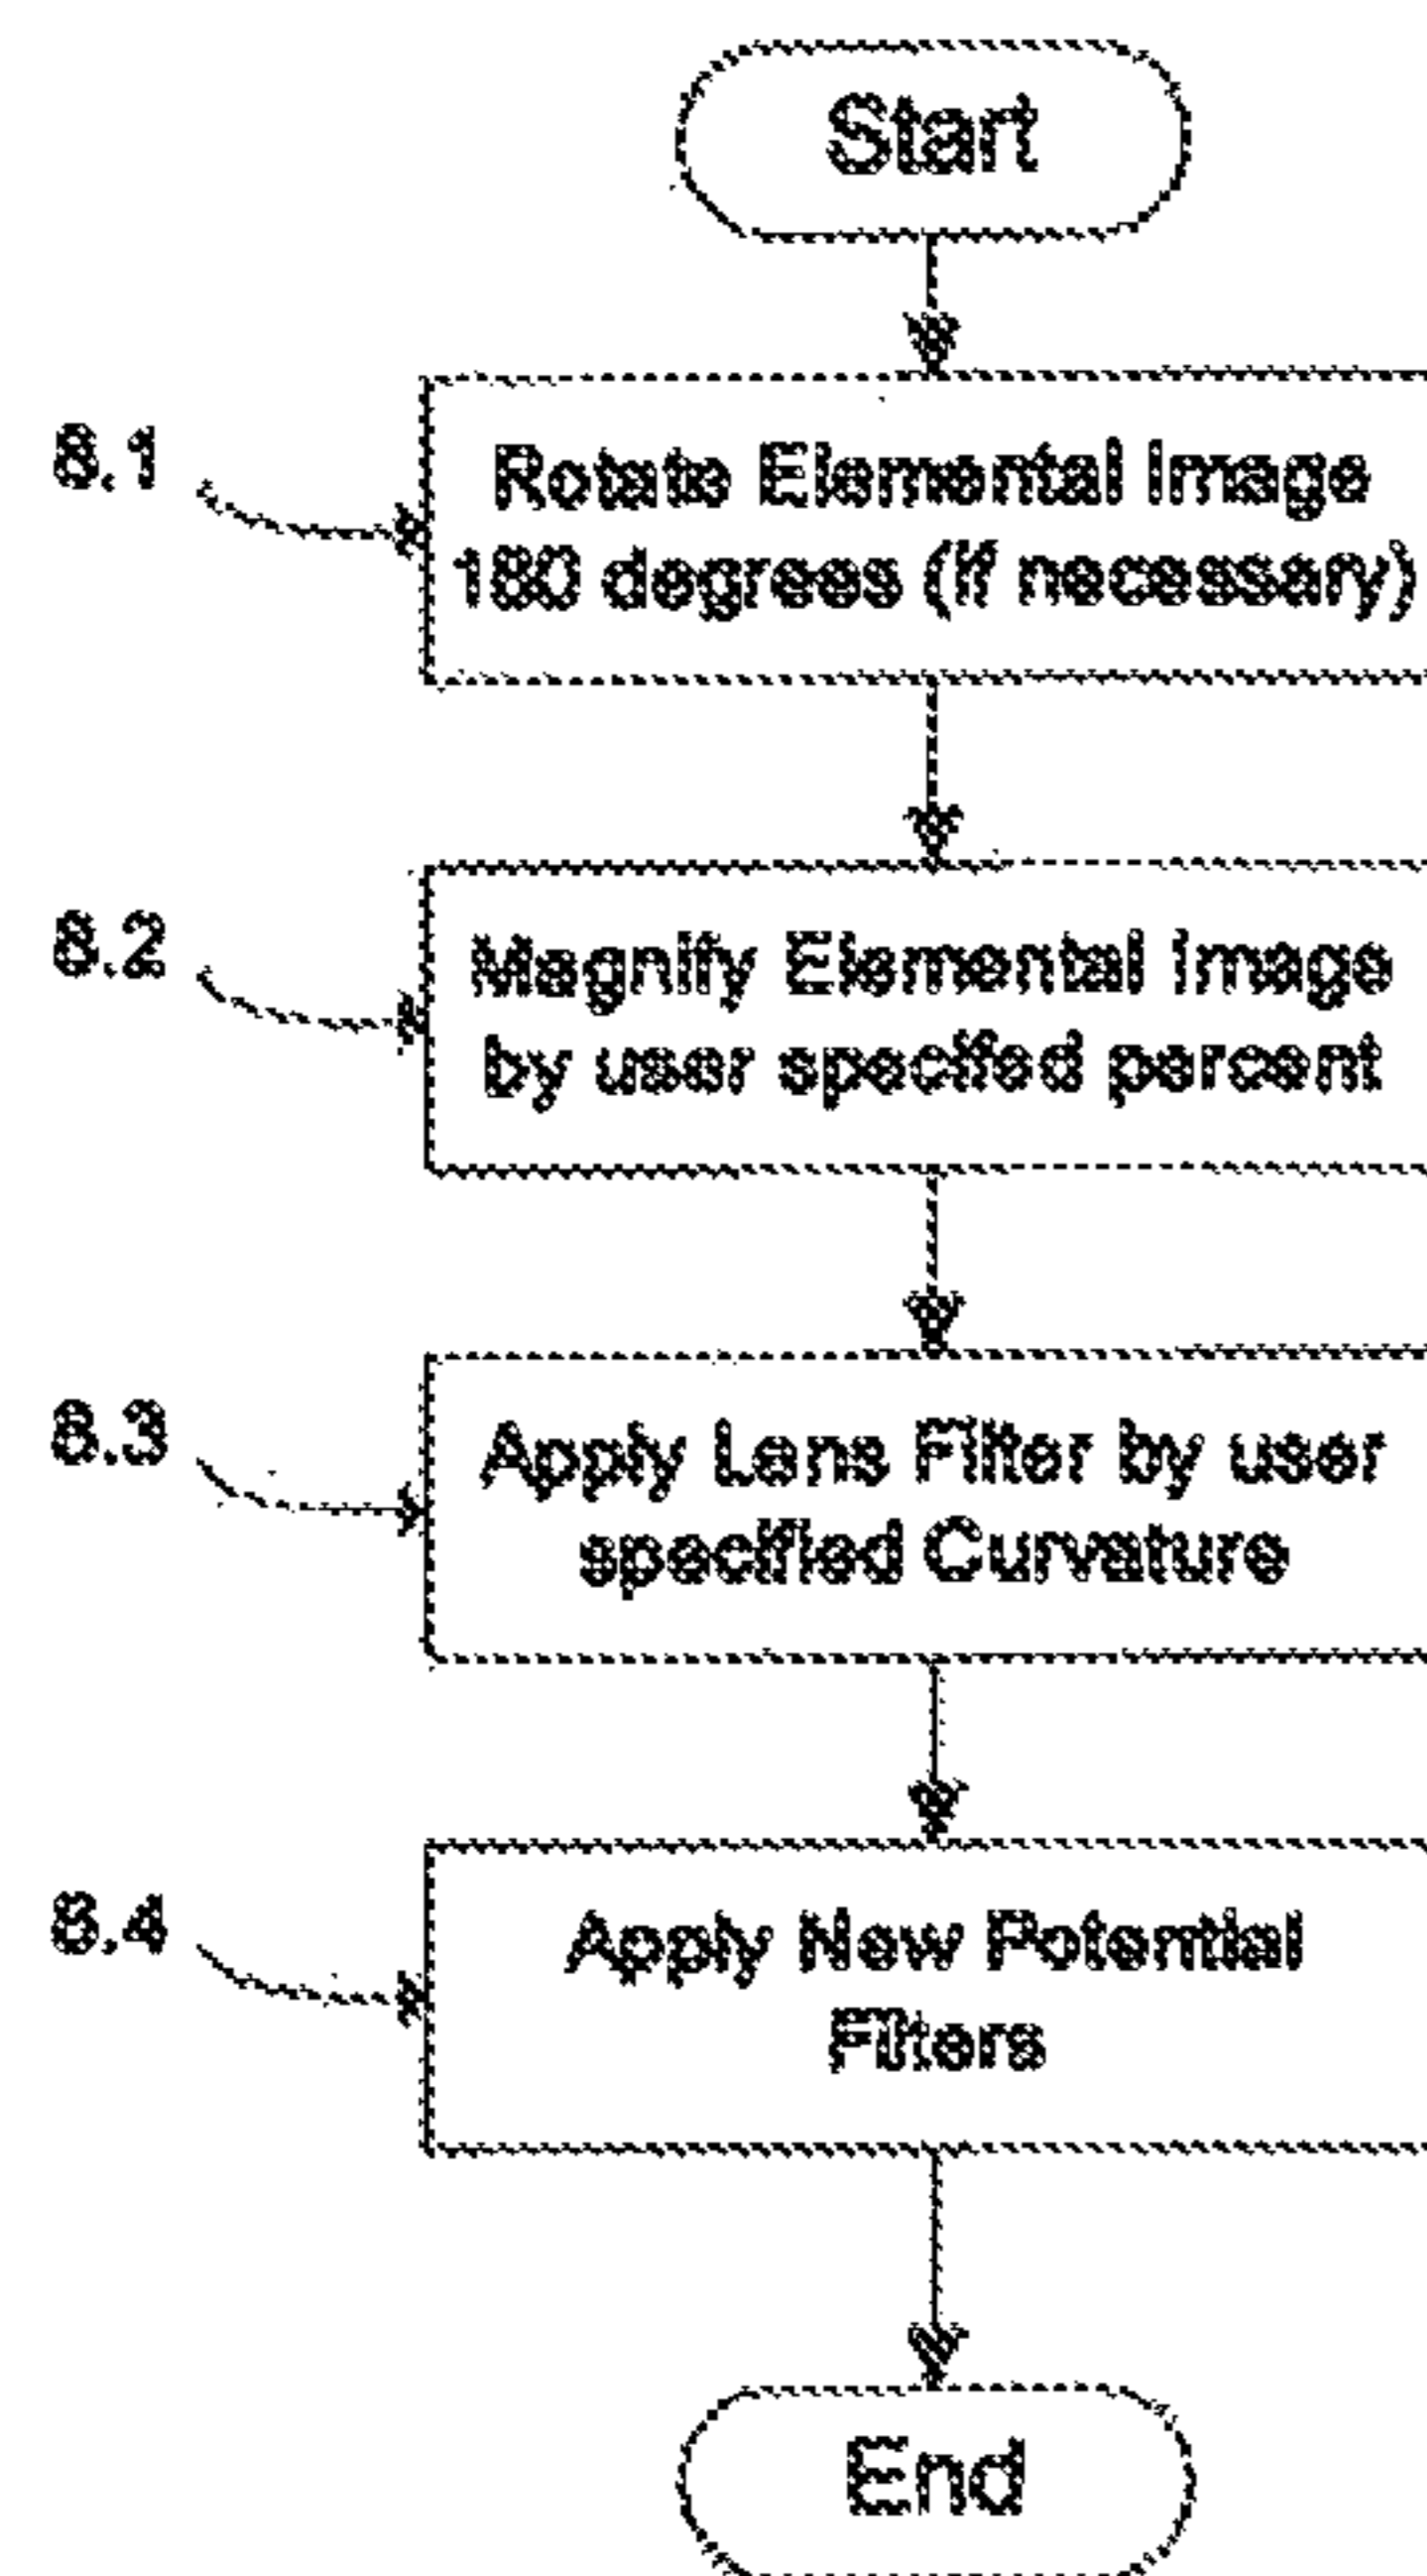 Start
8.1
Rotate Elemental Image
180 degrees (if necessary)
8.2
Magnify Elemental Image
by user specified percent
8.3
Apply Lens Filter by user
specified Curvature
8.4
Apply New Potential
Filters
End